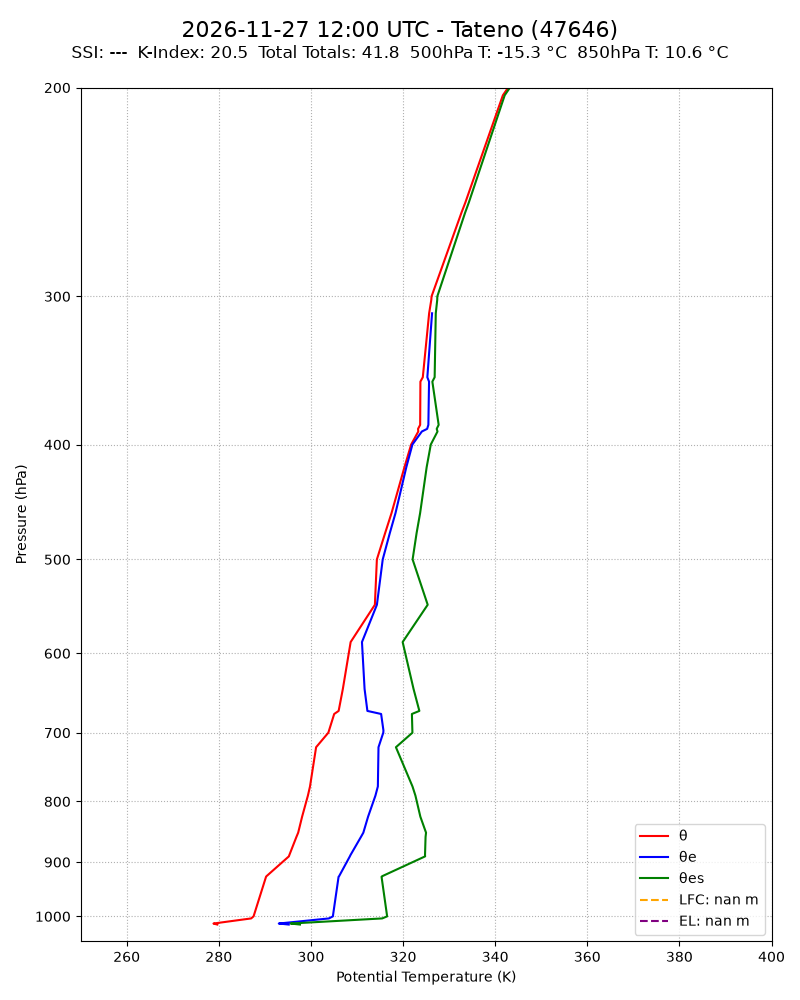 2026-11-27 12:00 UTC - Tateno (47646)
SSI: --- K-Index: 20.5 Total Totals: 41.8 500hPa T: -15.3 °C 850hPa T: 10.6 °C
200
300
400
500
600
700
800
900
1000
Pressure (hPa)
260
280
300
320
340
360
380
400
Potential Temperature (K)
θ
θe
θes
LFC: nan m
EL: nan m